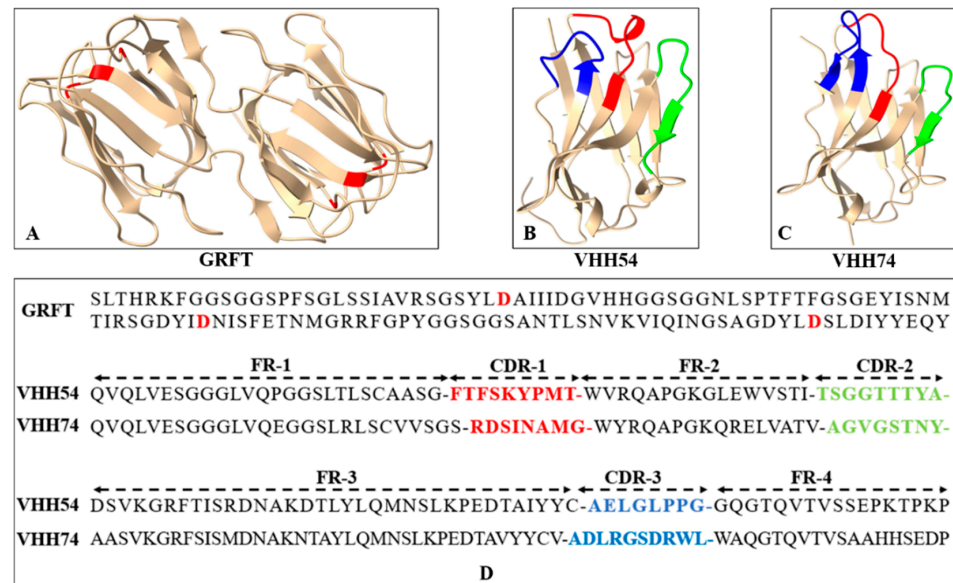 A
GRFT
B
VHH54
C
VHH74
GRFT
SLTHRKFGGSGGSPFSGLSSIAVRSGSYLDAIIIDGVHHGGSGGNLSPTFTFGSGEYISNM
TIRSGDYIDNISFETNMGRRFGPYGGSGGSANTLSNVKVIQINGSAGDYLDSLDIYYEQY
FR-1 CDR-1 FR-2 CDR-2
VHH54 QVQLVESGGGLVQPGGSLTLSCAASG-FTFSKYPMT-WVRQAPGKGLEWVSTI-TSGGTTTYA-
VHH74 QVQLVESGGGLVQEGGSLRLSCVVSGS-RDSINAMG-WYRQAPGKQRELVATV-AGVGSTNY-
FR-3 CDR-3 FR-4
VHH54 DSVKGRFTISRDNAKDTLYLQMNSLKPEDTAIYYC-AELGLPPG-GQGTQVTVSSEPKTPKP
VHH74 AASVKGRFSISMDNAKNTAYLQMNSLKPEDTAVYYCV-ADLRGSDRWL-WAQGTQVTVSAAHHSEDP
D